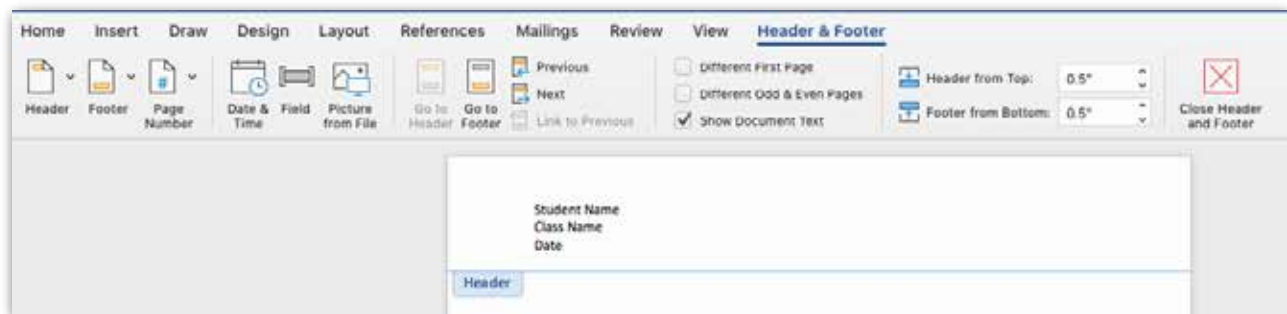 Home Insert Draw Design Layout References Mailings Review View Header & Footer
Header Footer Page Number Date & Time Field Picture from File Go to Header Go to Footer
Previous
Next
Link to Previous
Different First Page
Different Odd & Even Pages
Show Document Text
Header from Top: 0.5"
Footer from Bottom: 0.5"
Close Header and Footer
Student Name
Class Name
Date
Header